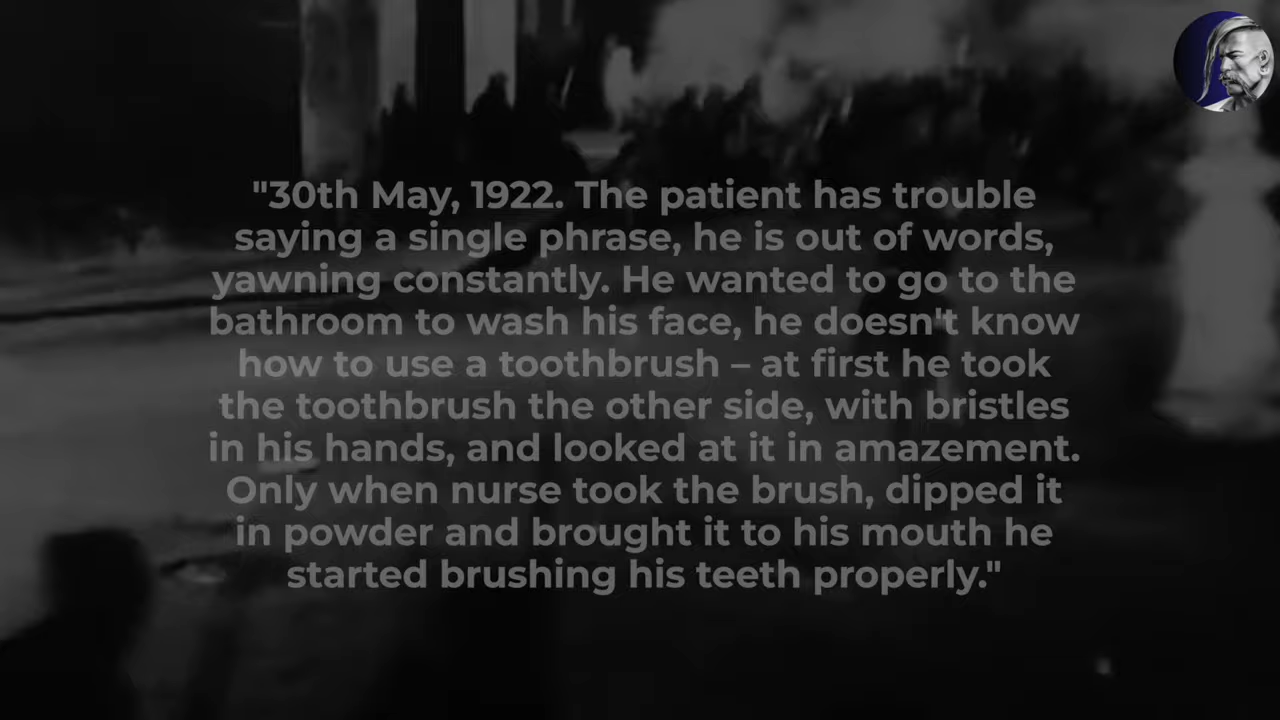 "30th May, 1922. The patient has trouble
saying a single phrase, he is out of words,
yawning constantly. He wanted to go to the
bathroom to wash his face, he doesn't know
how to use a toothbrush – at first he took
the toothbrush the other side, with bristles
in his hands, and looked at it in amazement.
Only when nurse took the brush, dipped it
in powder and brought it to his mouth he
started brushing his teeth properly."